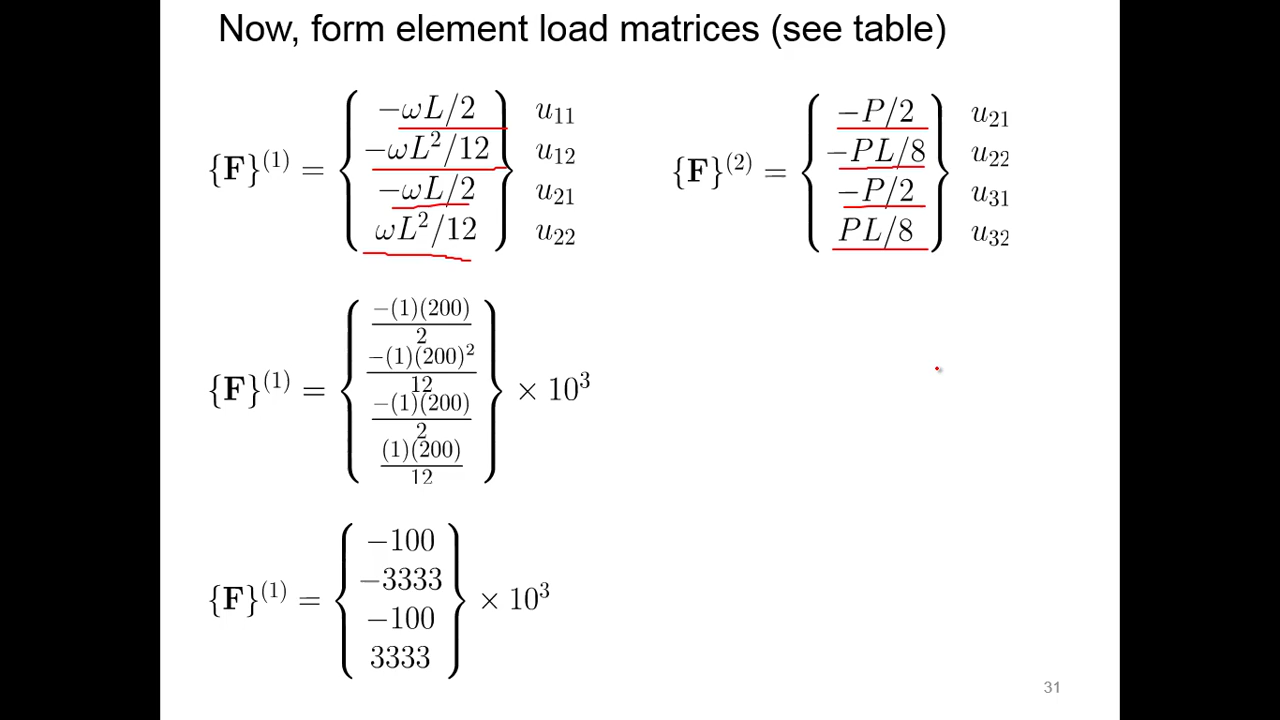 Now, form element load matrices (see table)
{F}⁽¹⁾ = { −ωL/2 u₁₁
−ωL²/12 u₁₂
−ωL/2 u₂₁
ωL²/12 } u₂₂
{F}⁽²⁾ = { −P/2 u₂₁
−PL/8 u₂₂
−P/2 u₃₁
PL/8 } u₃₂
{F}⁽¹⁾ = { −(1)(200)/2
−(1)(200)²/12
−(1)(200)/2
(1)(200)/12 } × 10³
{F}⁽¹⁾ = { −100
−3333
−100
3333 } × 10³
31